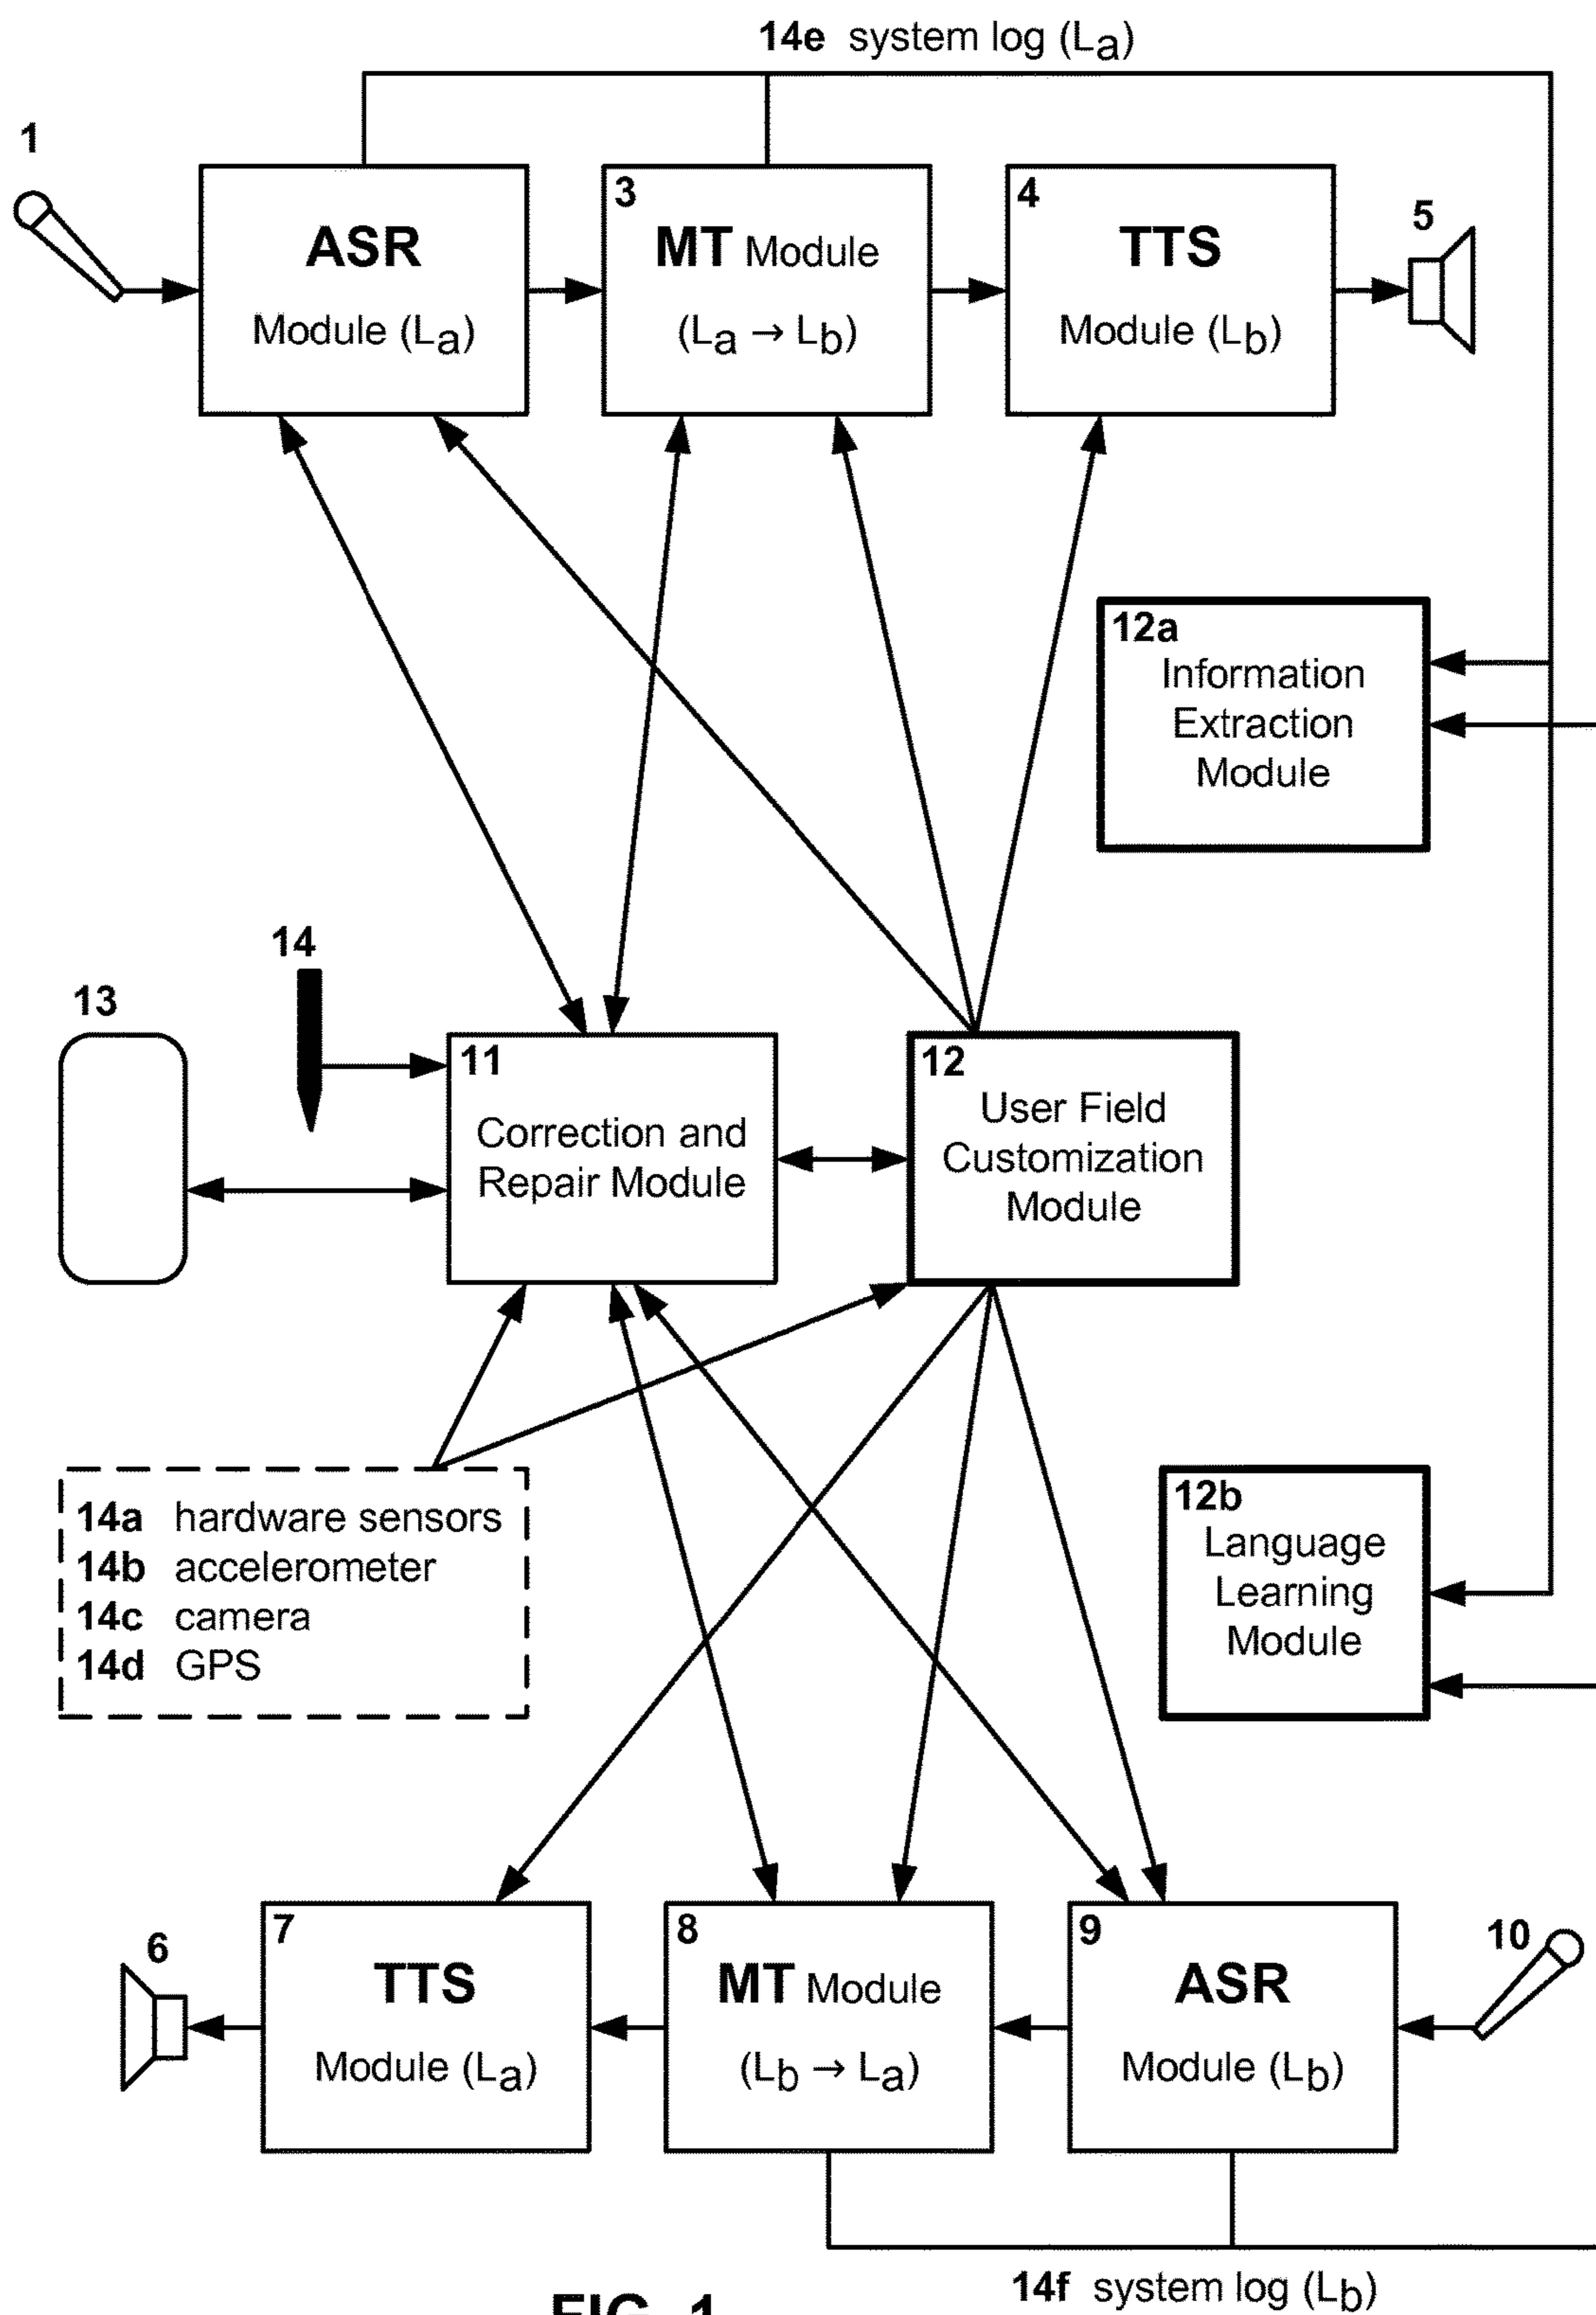 14e system log (La)
1
ASR
Module (La)
3
MT Module
(La → Lb)
4
TTS
Module (Lb)
5
12a
Information
Extraction
Module
14
13
11
Correction and
Repair Module
12
User Field
Customization
Module
14a hardware sensors
14b accelerometer
14c camera
14d GPS
12b
Language
Learning
Module
6
7
TTS
Module (La)
8
MT Module
(Lb → La)
9
ASR
Module (Lb)
10
14f system log (Lb)
FIG. 1